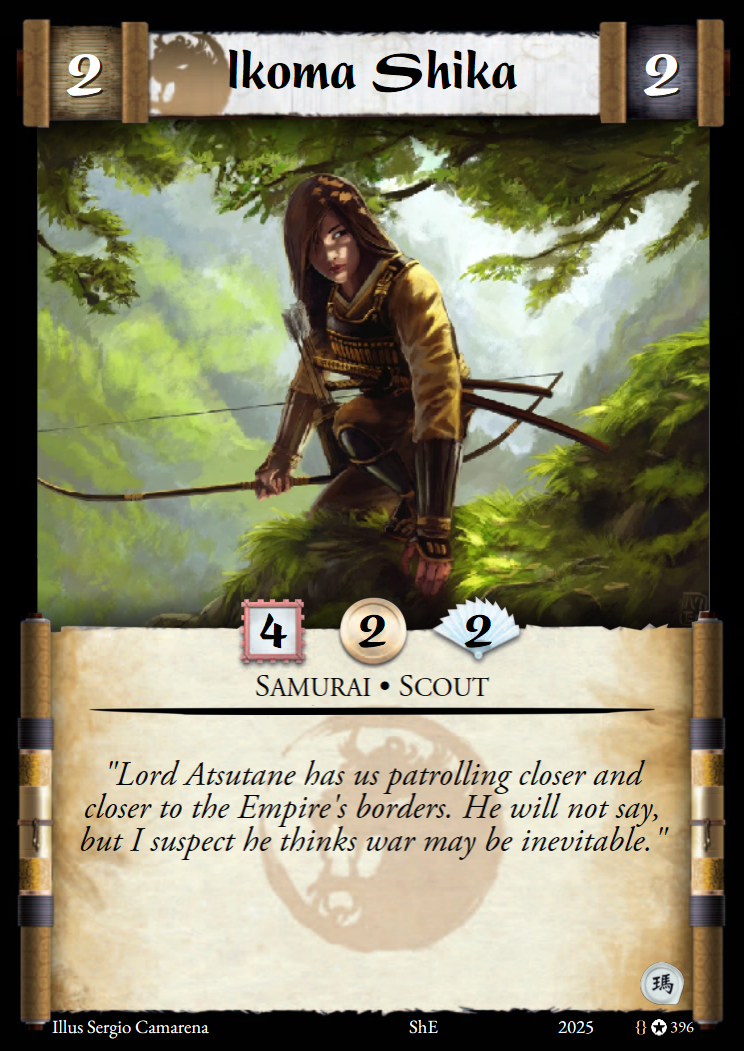 2 Ikoma Shika 2
4 2 2
Samurai • Scout
"Lord Atsutane has us patrolling closer and
closer to the Empire's borders. He will not say,
but I suspect he thinks war may be inevitable."
瑪
Illus Sergio Camarena ShE 2025 {} ✪ 396